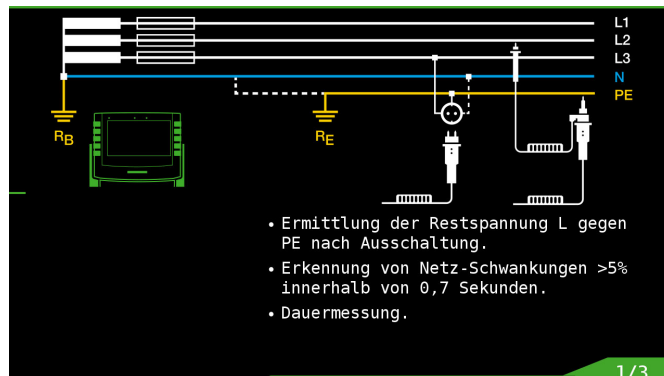 L1
L2
L3
N
PE
RB
RE
• Ermittlung der Restspannung L gegen
PE nach Ausschaltung.
• Erkennung von Netz-Schwankungen >5%
innerhalb von 0,7 Sekunden.
• Dauermessung.
1/3